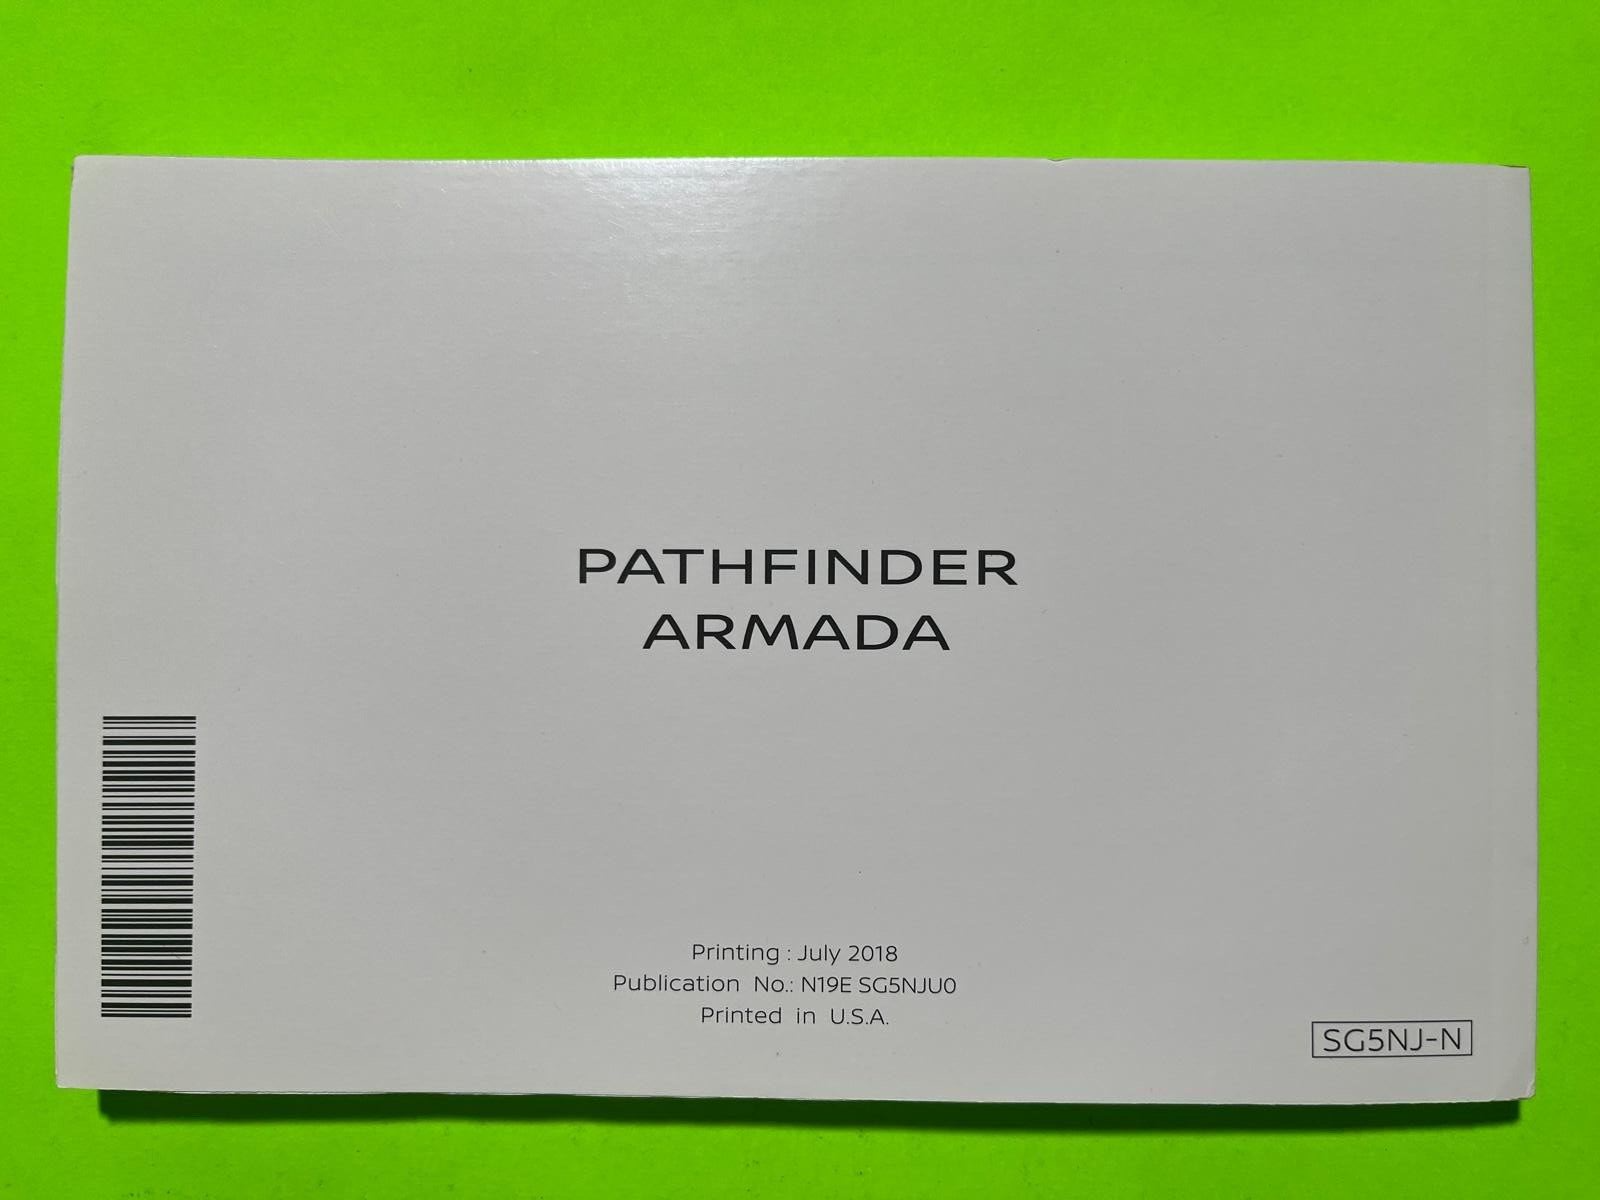 PATHFINDER
ARMADA
Printing : July 2018
Publication No.: N19E SG5NJU0
Printed in U.S.A.
SG5NJ-N